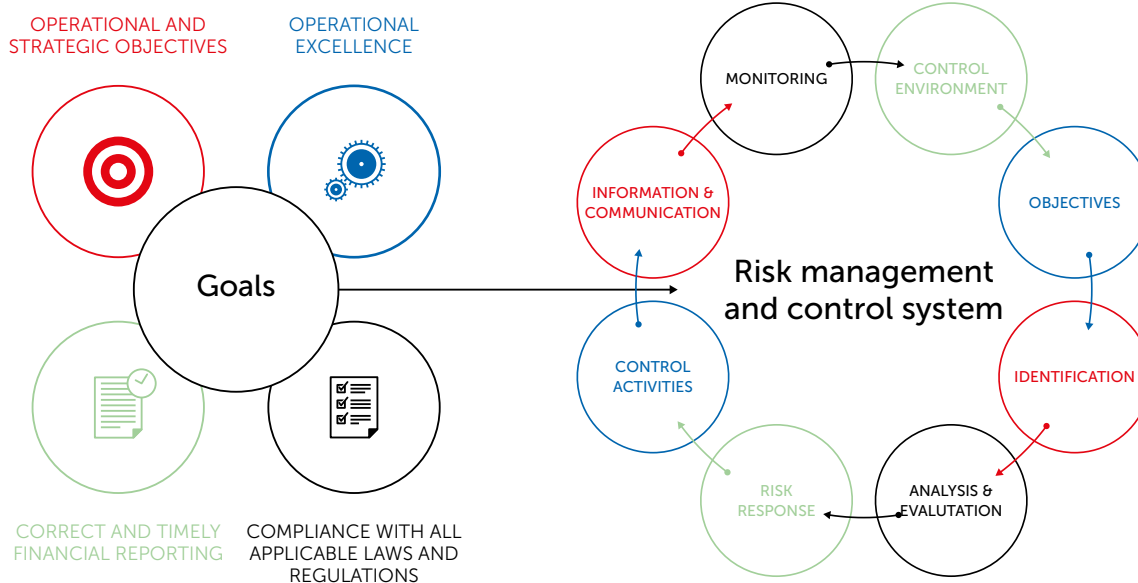 OPERATIONAL AND
STRATEGIC OBJECTIVES
OPERATIONAL
EXCELLENCE
Goals
CORRECT AND TIMELY
FINANCIAL REPORTING
COMPLIANCE WITH ALL
APPLICABLE LAWS AND
REGULATIONS
MONITORING
CONTROL
ENVIRONMENT
INFORMATION &
COMMUNICATION
OBJECTIVES
Risk management
and control system
CONTROL
ACTIVITIES
IDENTIFICATION
RISK
RESPONSE
ANALYSIS &
EVALUTATION